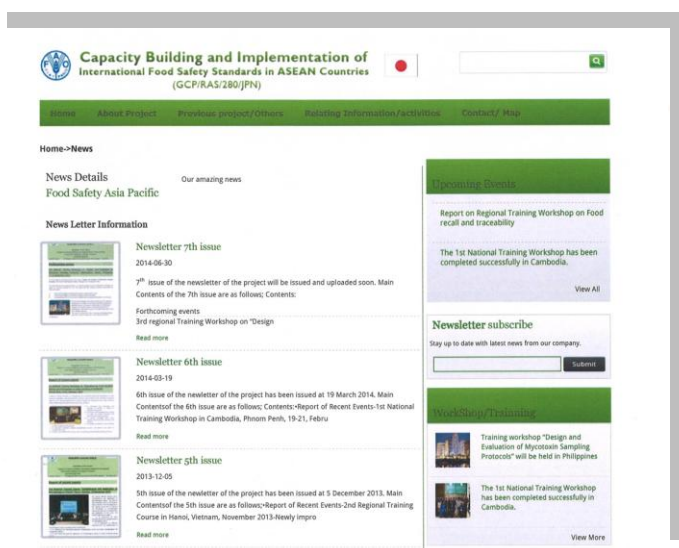 Capacity Building and Implementation of
International Food Safety Standards in ASEAN Countries
(GCP/RAS/280/JPN)
Home About Project Previous project/Others Relating Information/activities Contact/ Map
Home->News
News Details
Our amazing news
Food Safety Asia Pacific
News Letter Information
Newsletter 7th issue
2014-06-30
7th issue of the newsletter of the project will be issued and uploaded soon. Main
Contents of the 7th issue are as follows; Contents:
Forthcoming events
3rd regional Training Workshop on "Design
Read more
Newsletter 6th issue
2014-03-19
6th issue of the newletter of the project has been issued at 19 March 2014. Main
Contentsof the 6th issue are as follows; Contents:•Report of Recent Events-1st National
Training Workshop in Cambodia, Phnom Penh, 19-21, Febru
Read more
Newsletter 5th issue
2013-12-05
5th issue of the newletter of the project has been issued at 5 December 2013. Main
Contentsof the 5th issue are as follows;•Report of Recent Events-2nd Regional Training
Course in Hanoi, Vietnam, November 2013-Newly impro
Read more
Upcoming Events
Report on Regional Training Workshop on Food
recall and traceability
The 1st National Training Workshop has been
completed successfully in Cambodia.
View All
Newsletter subscribe
Stay up to date with latest news from our company.
Submit
WorkShop/Trainning
Training workshop "Design and
Evaluation of Mycotoxin Sampling
Protocols" will be held in Philippines
The 1st National Training Workshop
has been completed successfully in
Cambodia.
View More